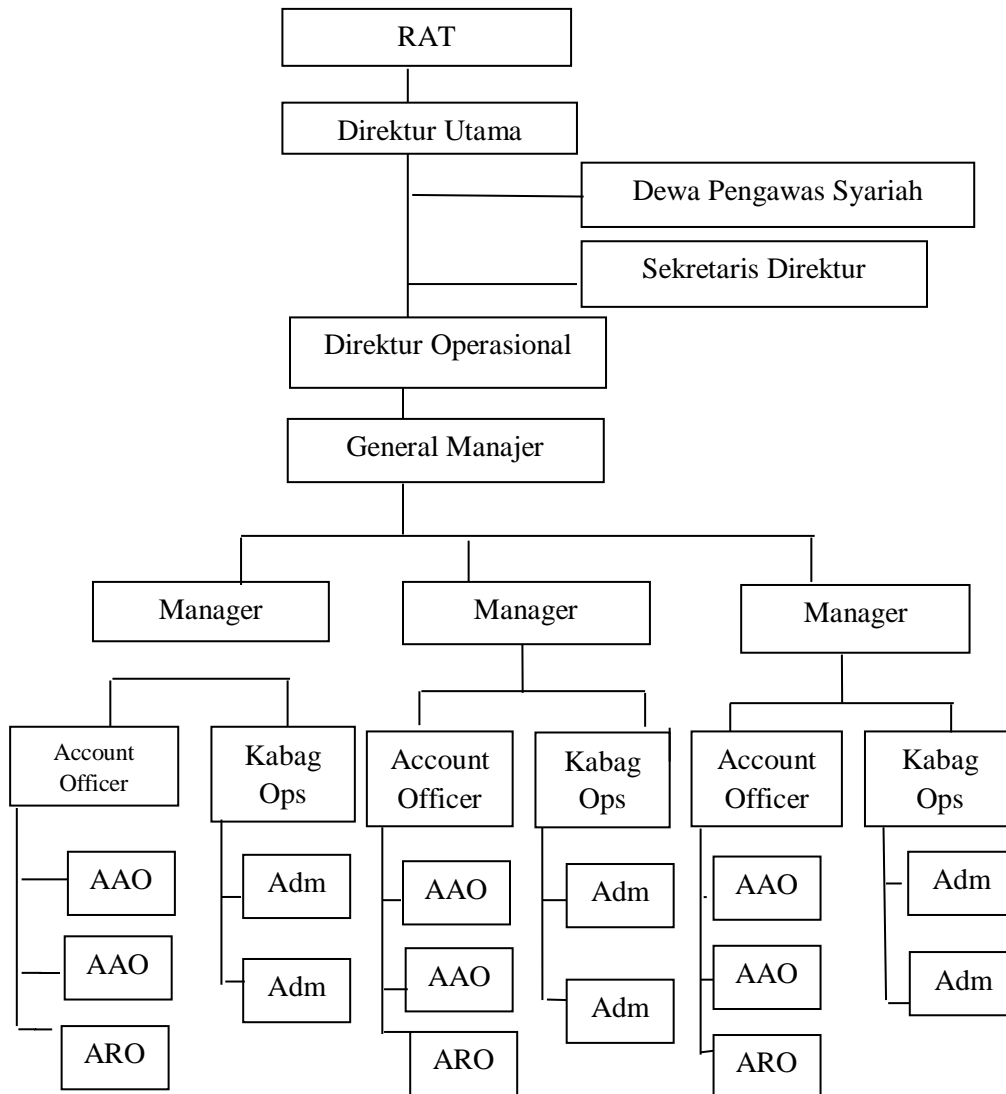 RAT
Direktur Utama
Dewa Pengawas Syariah
Sekretaris Direktur
Direktur Operasional
General Manajer
Manager
Manager
Manager
Account
Officer
Kabag
Ops
Account
Officer
Kabag
Ops
Account
Officer
Kabag
Ops
AAO
Adm
AAO
Adm
AAO
Adm
AAO
Adm
AAO
Adm
AAO
Adm
ARO
ARO
ARO